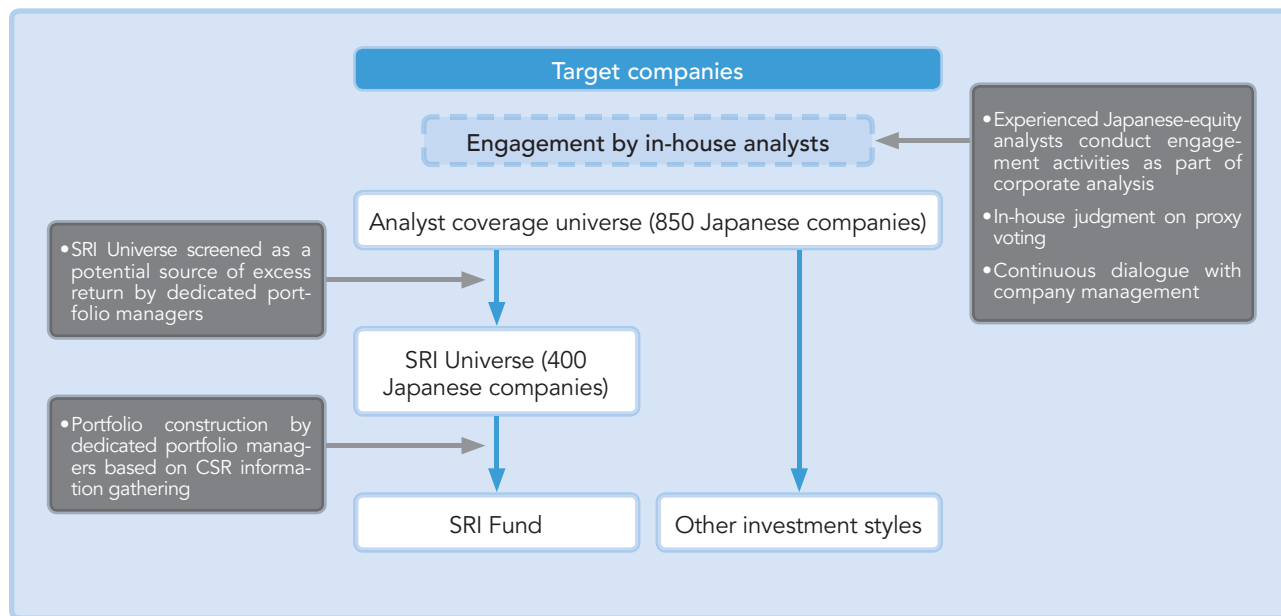 Target companies
Engagement by in-house analysts
•Experienced Japanese-equity
analysts conduct engage-
ment activities as part of
corporate analysis
•In-house judgment on proxy
voting
•Continuous dialogue with
company management
Analyst coverage universe (850 Japanese companies)
•SRI Universe screened as a
potential source of excess
return by dedicated port-
folio managers
SRI Universe (400
Japanese companies)
•Portfolio construction by
dedicated portfolio manag-
ers based on CSR informa-
tion gathering
SRI Fund
Other investment styles